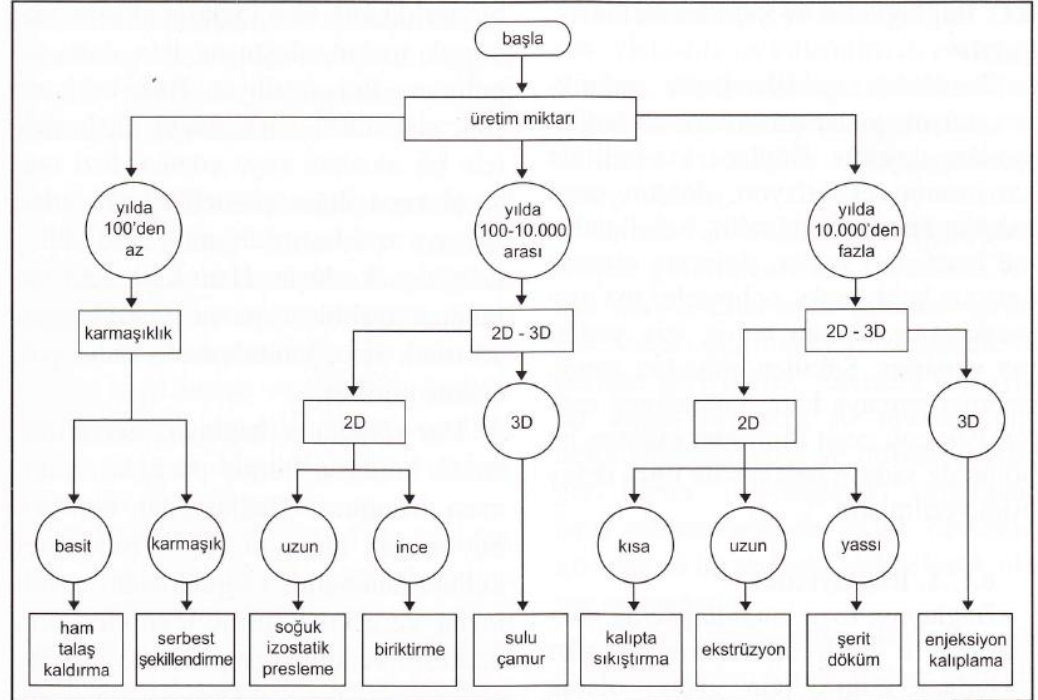 başla
üretim miktarı
yılda
100'den
az
yılda
100-10.000
arası
yılda
10.000'den
fazla
karmaşıklık
2D - 3D
2D - 3D
2D
3D
2D
3D
basit
karmaşık
uzun
ince
kısa
uzun
yassı
ham
talaş
kaldırma
serbest
şekillendirme
soğuk
izostatik
presleme
biriktirme
sulu
çamur
kalıpta
sıkıştırma
ekstrüzyon
şerit
döküm
enjeksiyon
kalıplama